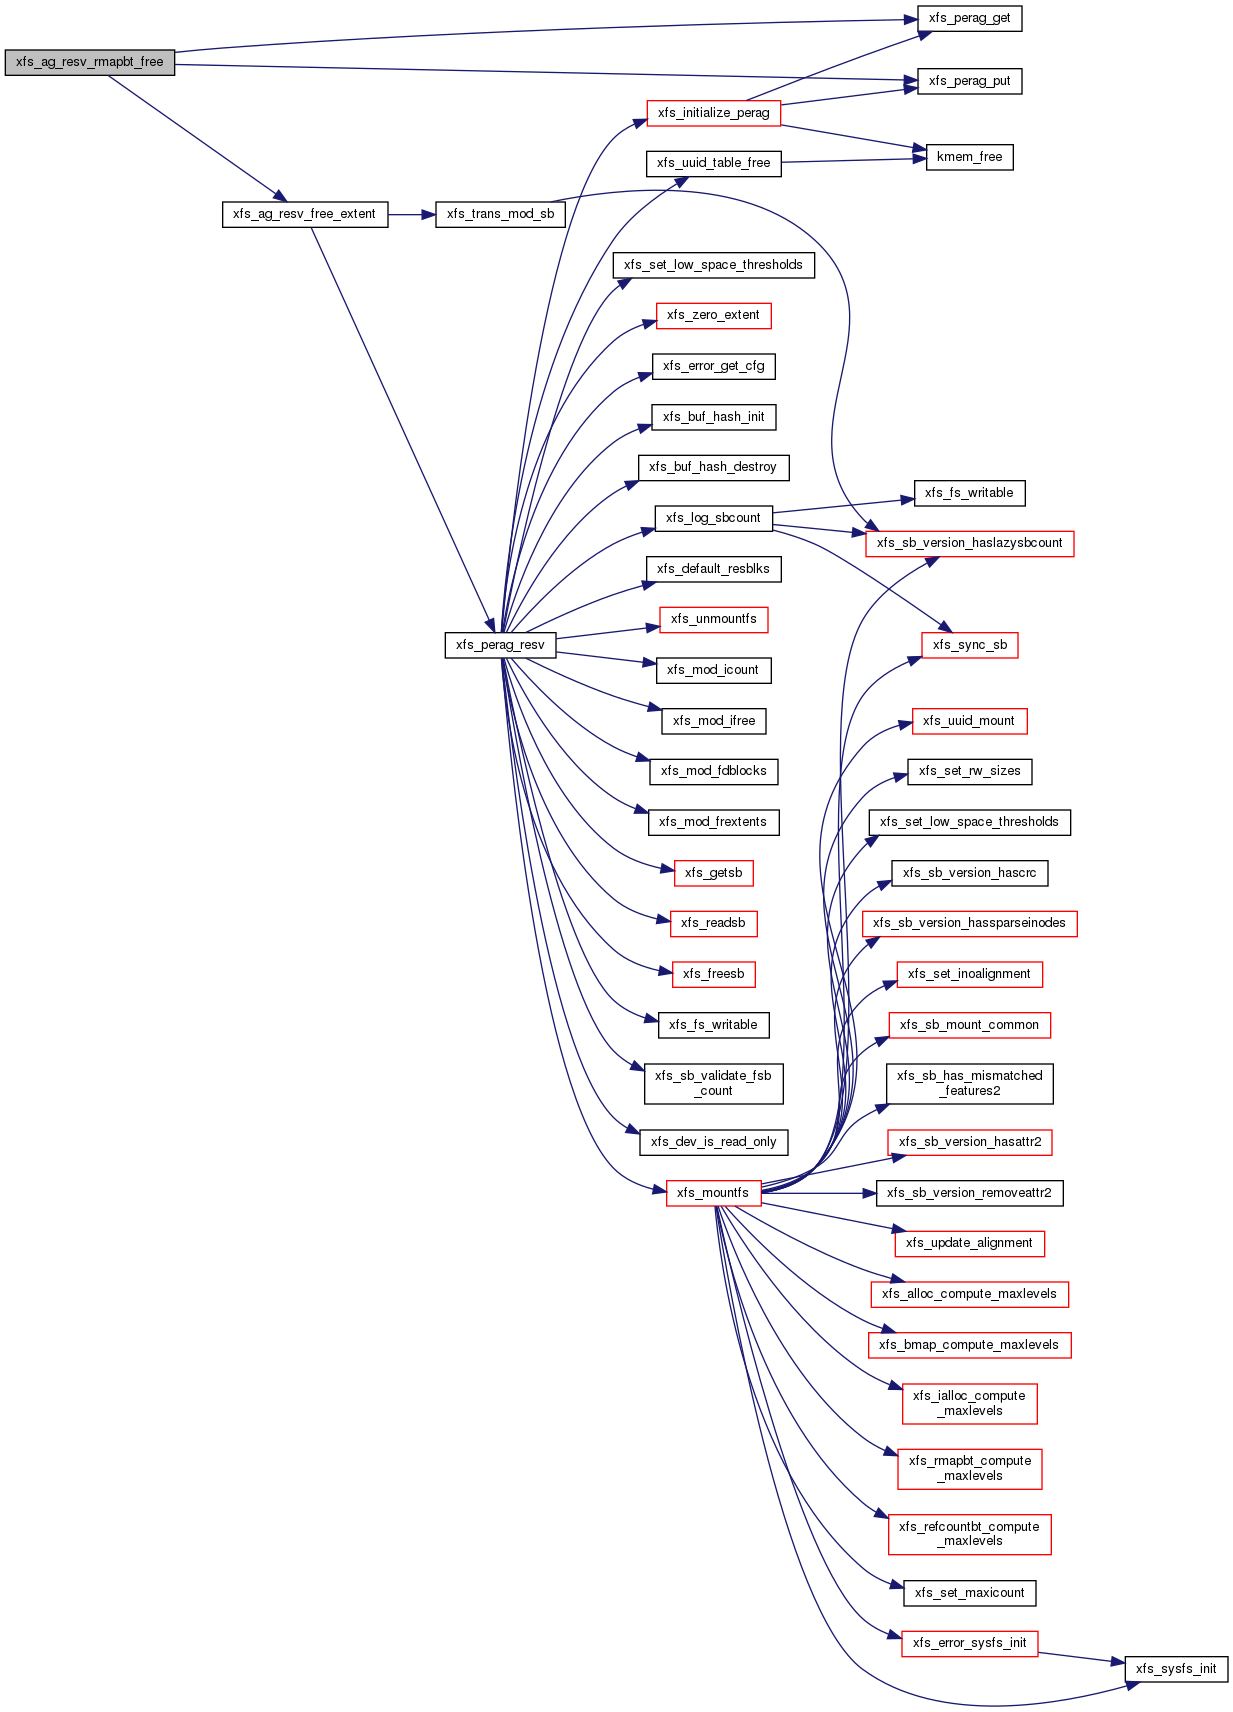 xfs_perag_get
xfs_ag_resv_rmapbt_free
xfs_perag_put
xfs_initialize_perag
kmem_free
xfs_uuid_table_free
xfs_ag_resv_free_extent
xfs_trans_mod_sb
xfs_set_low_space_thresholds
xfs_zero_extent
xfs_error_get_cfg
xfs_buf_hash_init
xfs_buf_hash_destroy
xfs_fs_writable
xfs_log_sbcount
xfs_sb_version_haslazysbcount
xfs_default_resblks
xfs_unmountfs
xfs_perag_resv
xfs_sync_sb
xfs_mod_icount
xfs_mod_ifree
xfs_uuid_mount
xfs_mod_fdblocks
xfs_set_rw_sizes
xfs_mod_frextents
xfs_set_low_space_thresholds
xfs_getsb
xfs_sb_version_hascrc
xfs_readsb
xfs_sb_version_hassparseinodes
xfs_freesb
xfs_set_inoalignment
xfs_fs_writable
xfs_sb_mount_common
xfs_sb_validate_fsb
_count
xfs_sb_has_mismatched
_features2
xfs_dev_is_read_only
xfs_sb_version_hasattr2
xfs_mountfs
xfs_sb_version_removeattr2
xfs_update_alignment
xfs_alloc_compute_maxlevels
xfs_bmap_compute_maxlevels
xfs_ialloc_compute
_maxlevels
xfs_rmapbt_compute
_maxlevels
xfs_refcountbt_compute
_maxlevels
xfs_set_maxicount
xfs_error_sysfs_init
xfs_sysfs_init